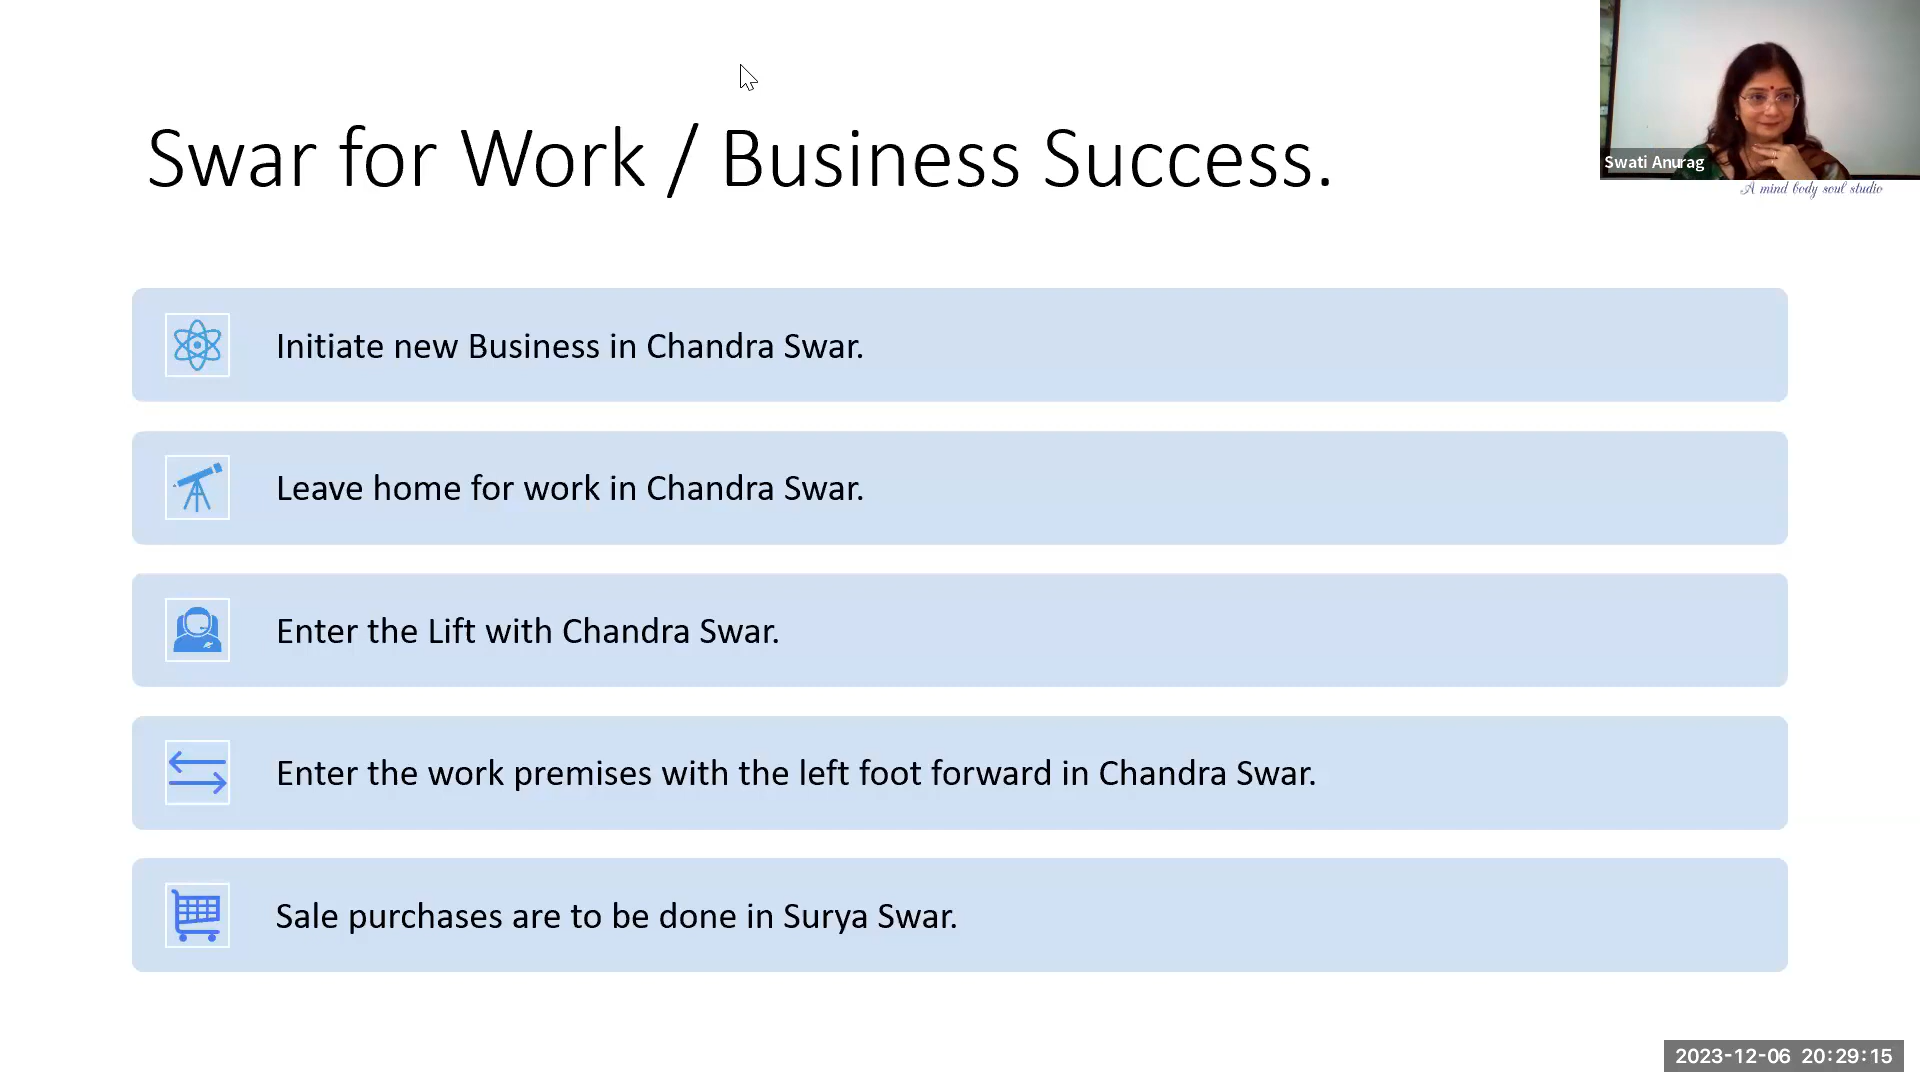 Swar for Work / Business Success.
Swati Anurag
A mind body soul studio
Initiate new Business in Chandra Swar.
Leave home for work in Chandra Swar.
Enter the Lift with Chandra Swar.
Enter the work premises with the left foot forward in Chandra Swar.
Sale purchases are to be done in Surya Swar.
2023-12-06 20:29:15